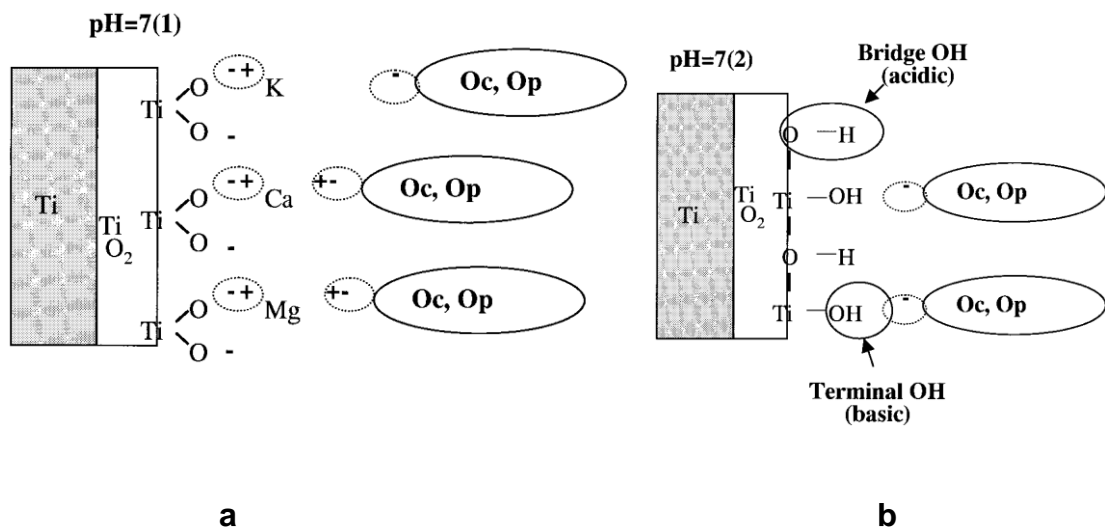 pH=7(1)
O - + K
- Oc, Op
Ti
O -
O - + Ca
+ - Oc, Op
Ti
Ti
Ti
O2
O -
O - + Mg
+ - Oc, Op
Ti
O -
a
pH=7(2)
Bridge OH
(acidic)
O —H
Ti
Ti
O2
Ti —OH
- Oc, Op
O —H
Ti —OH
- Oc, Op
Terminal OH
(basic)
b